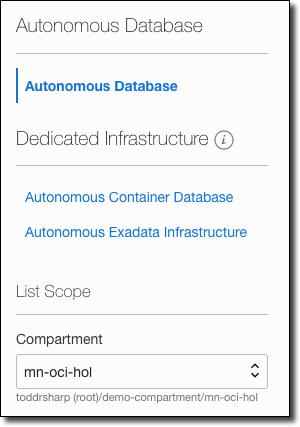 Autonomous Database
Autonomous Database
Dedicated Infrastructure
Autonomous Container Database
Autonomous Exadata Infrastructure
List Scope
Compartment
mn-oci-hol
toddrsharp (root)/demo-compartment/mn-oci-hol